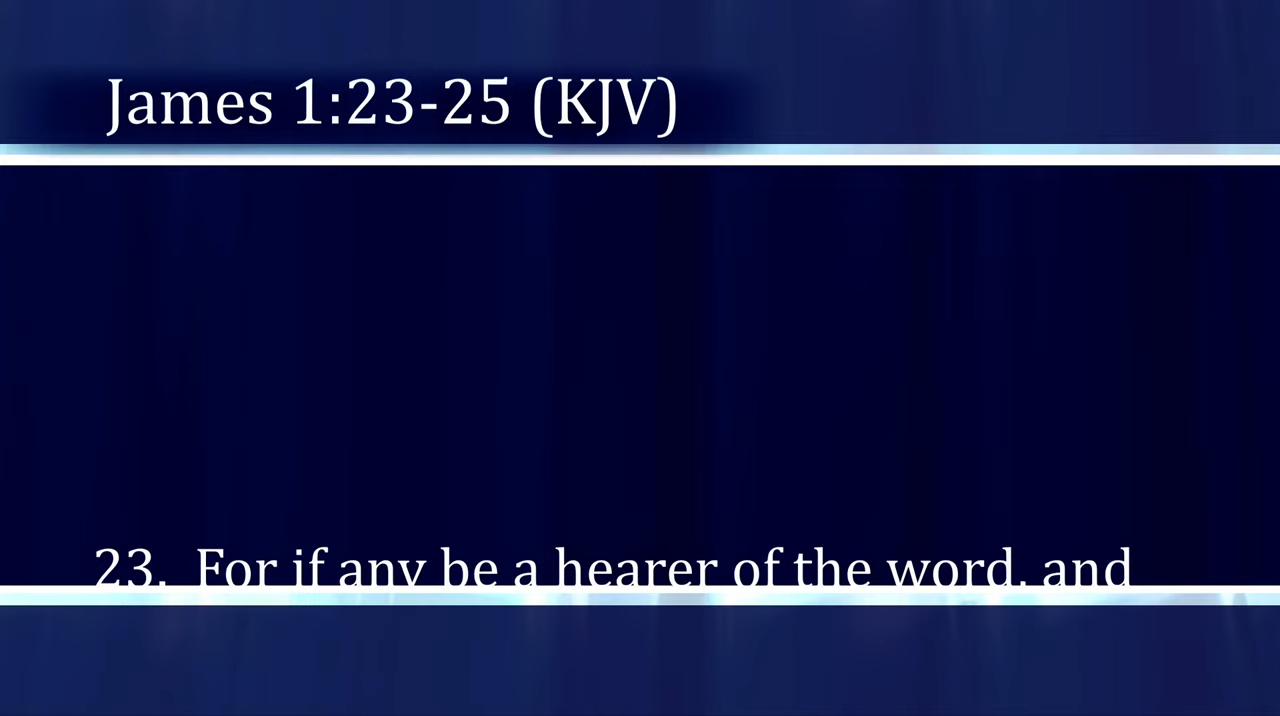 James 1:23-25 (KJV)
23. For if any be a hearer of the word, and